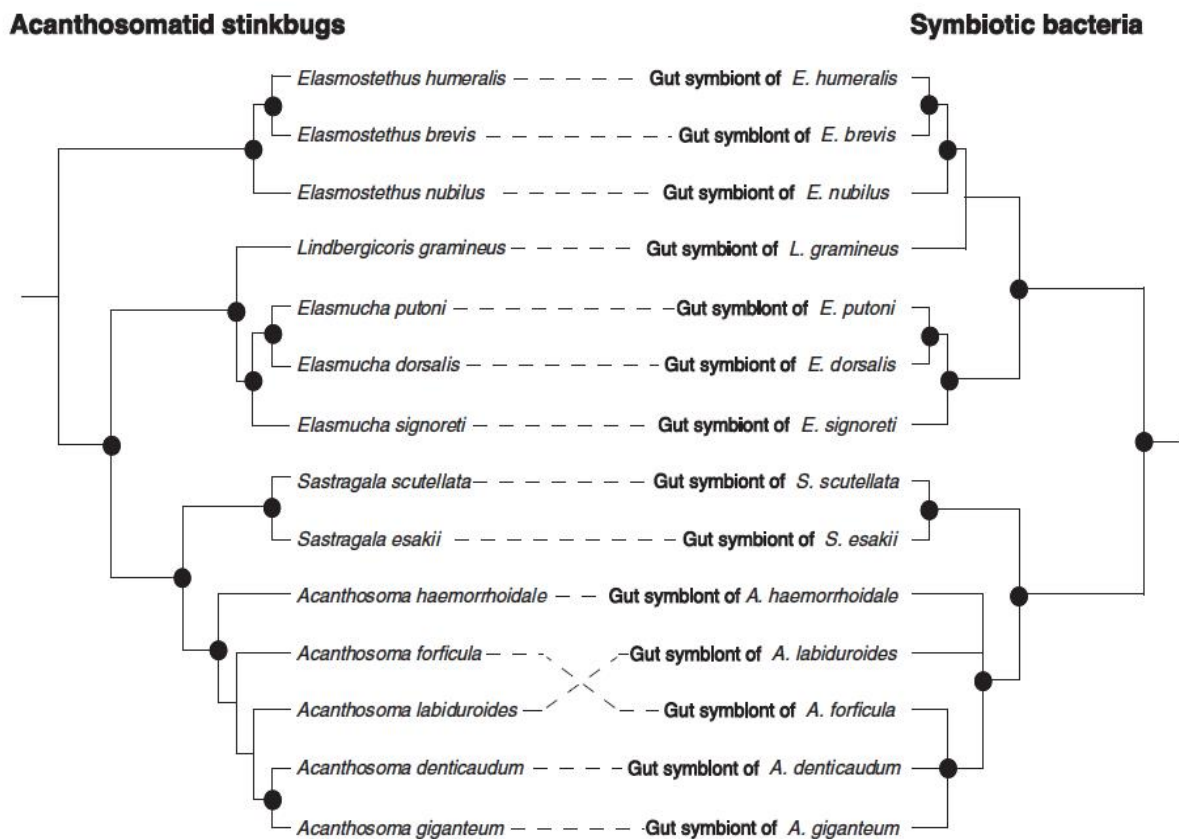 Acanthosomatid stinkbugs Symbiotic bacteria
Elasmostethus humeralis Gut symbiont of E. humeralis
Elasmostethus brevis Gut symbiont of E. brevis
Elasmostethus nubilus Gut symbiont of E. nubilus
Lindbergicoris gramineus Gut symbiont of L. gramineus
Elasmucha putoni Gut symbiont of E. putoni
Elasmucha dorsalis Gut symbiont of E. dorsalis
Elasmucha signoreti Gut symbiont of E. signoreti
Sastragala scutellata Gut symbiont of S. scutellata
Sastragala esakii Gut symbiont of S. esakii
Acanthosoma haemorrhoidale Gut symbiont of A. haemorrhoidale
Acanthosoma forficula Gut symbiont of A. labiduroides
Acanthosoma labiduroides Gut symbiont of A. forficula
Acanthosoma denticaudum Gut symbiont of A. denticaudum
Acanthosoma giganteum Gut symbiont of A. giganteum